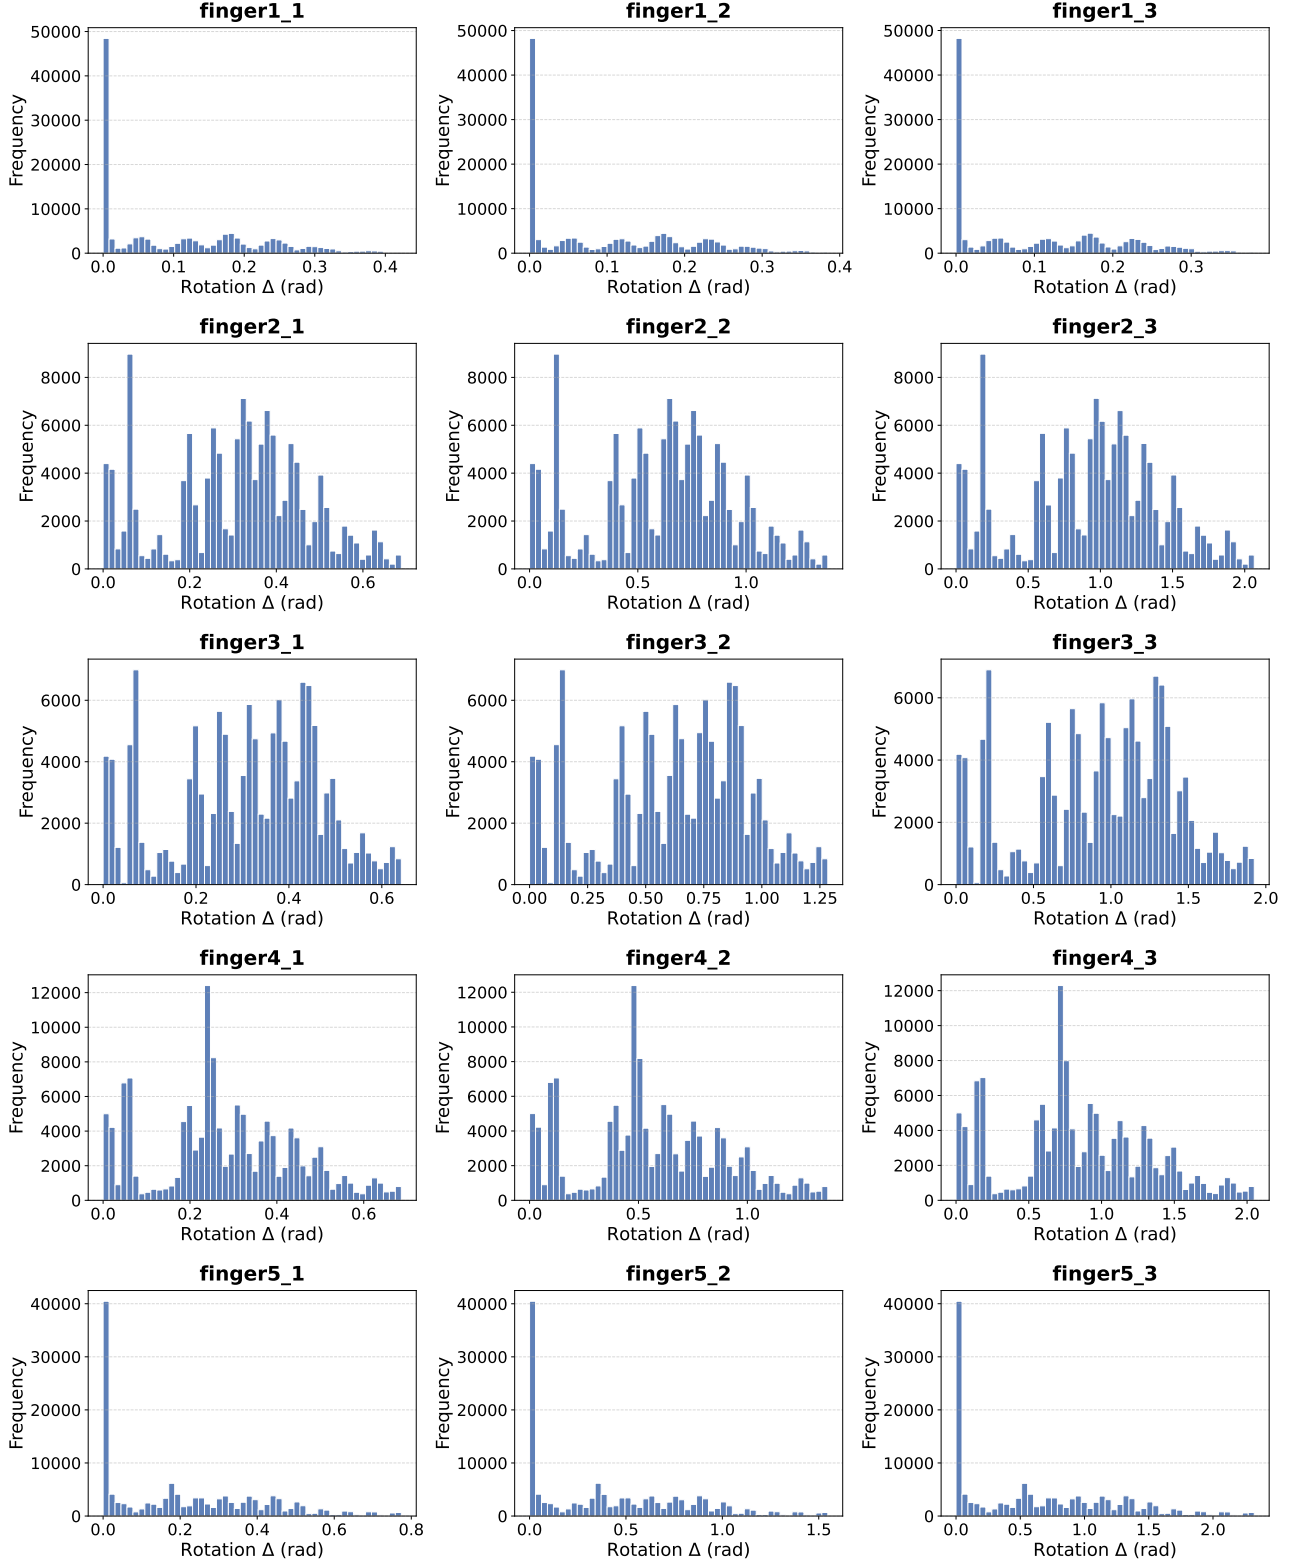 finger1_1
finger1_2
finger1_3
50000
40000
30000
20000
10000
0
Frequency
0.0 0.1 0.2 0.3 0.4
Rotation Δ (rad)
50000
40000
30000
20000
10000
0
Frequency
0.0 0.1 0.2 0.3 0.4
Rotation Δ (rad)
50000
40000
30000
20000
10000
0
Frequency
0.0 0.1 0.2 0.3
Rotation Δ (rad)
finger2_1
finger2_2
finger2_3
8000
6000
4000
2000
0
Frequency
0.0 0.2 0.4 0.6
Rotation Δ (rad)
8000
6000
4000
2000
0
Frequency
0.0 0.5 1.0
Rotation Δ (rad)
8000
6000
4000
2000
0
Frequency
0.0 0.5 1.0 1.5 2.0
Rotation Δ (rad)
finger3_1
finger3_2
finger3_3
6000
4000
2000
0
Frequency
0.0 0.2 0.4 0.6
Rotation Δ (rad)
6000
4000
2000
0
Frequency
0.00 0.25 0.50 0.75 1.00 1.25
Rotation Δ (rad)
6000
4000
2000
0
Frequency
0.0 0.5 1.0 1.5 2.0
Rotation Δ (rad)
finger4_1
finger4_2
finger4_3
12000
10000
8000
6000
4000
2000
0
Frequency
0.0 0.2 0.4 0.6
Rotation Δ (rad)
12000
10000
8000
6000
4000
2000
0
Frequency
0.0 0.5 1.0
Rotation Δ (rad)
12000
10000
8000
6000
4000
2000
0
Frequency
0.0 0.5 1.0 1.5 2.0
Rotation Δ (rad)
finger5_1
finger5_2
finger5_3
40000
30000
20000
10000
0
Frequency
0.0 0.2 0.4 0.6 0.8
Rotation Δ (rad)
40000
30000
20000
10000
0
Frequency
0.0 0.5 1.0 1.5
Rotation Δ (rad)
40000
30000
20000
10000
0
Frequency
0.0 0.5 1.0 1.5 2.0
Rotation Δ (rad)